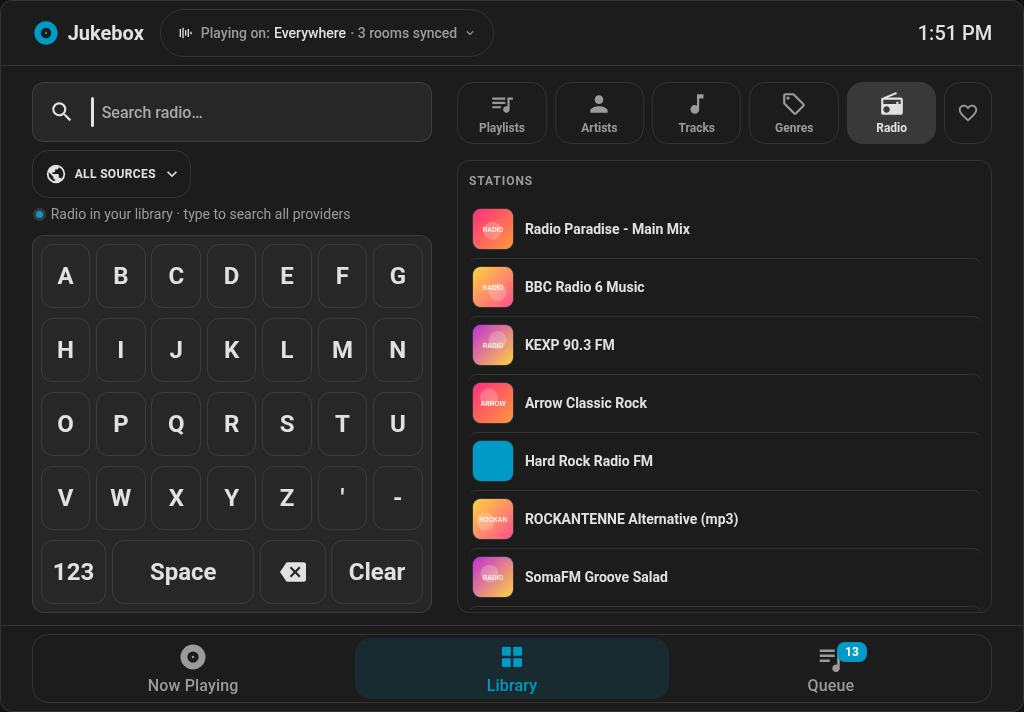 Jukebox
Playing on: Everywhere · 3 rooms synced
1:51 PM
Search radio...
Playlists
Artists
Tracks
Genres
Radio
ALL SOURCES
Radio in your library · type to search all providers
A B C D E F G
H I J K L M N
O P Q R S T U
V W X Y Z ' -
123 Space Clear
STATIONS
RADIO
Radio Paradise - Main Mix
RADIO
BBC Radio 6 Music
RADIO
KEXP 90.3 FM
ARROW
Arrow Classic Rock
Hard Rock Radio FM
ROCKAN
ROCKANTENNE Alternative (mp3)
RADIO
SomaFM Groove Salad
Now Playing
Library
13
Queue